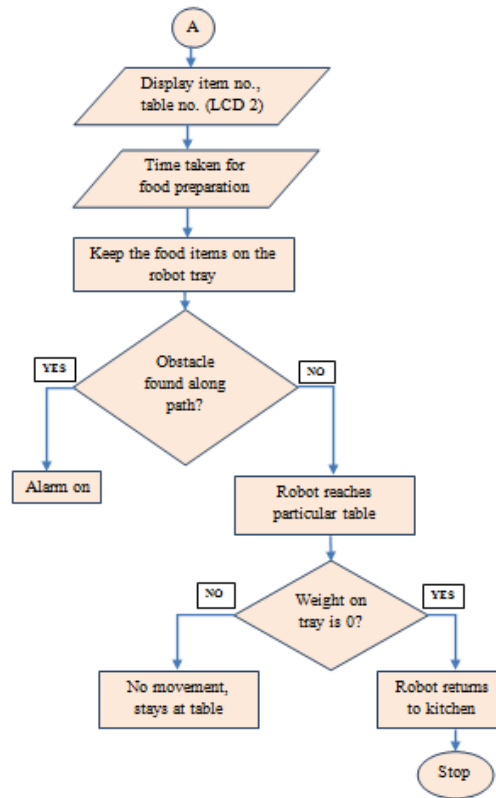 A
Display item no.,
table no. (LCD 2)
Time taken for
food preparation
Keep the food items on the
robot tray
Obstacle
found along
path?
YES
NO
Alarm on
Robot reaches
particular table
Weight on
tray is 0?
NO
YES
No movement,
stays at table
Robot returns
to kitchen
Stop